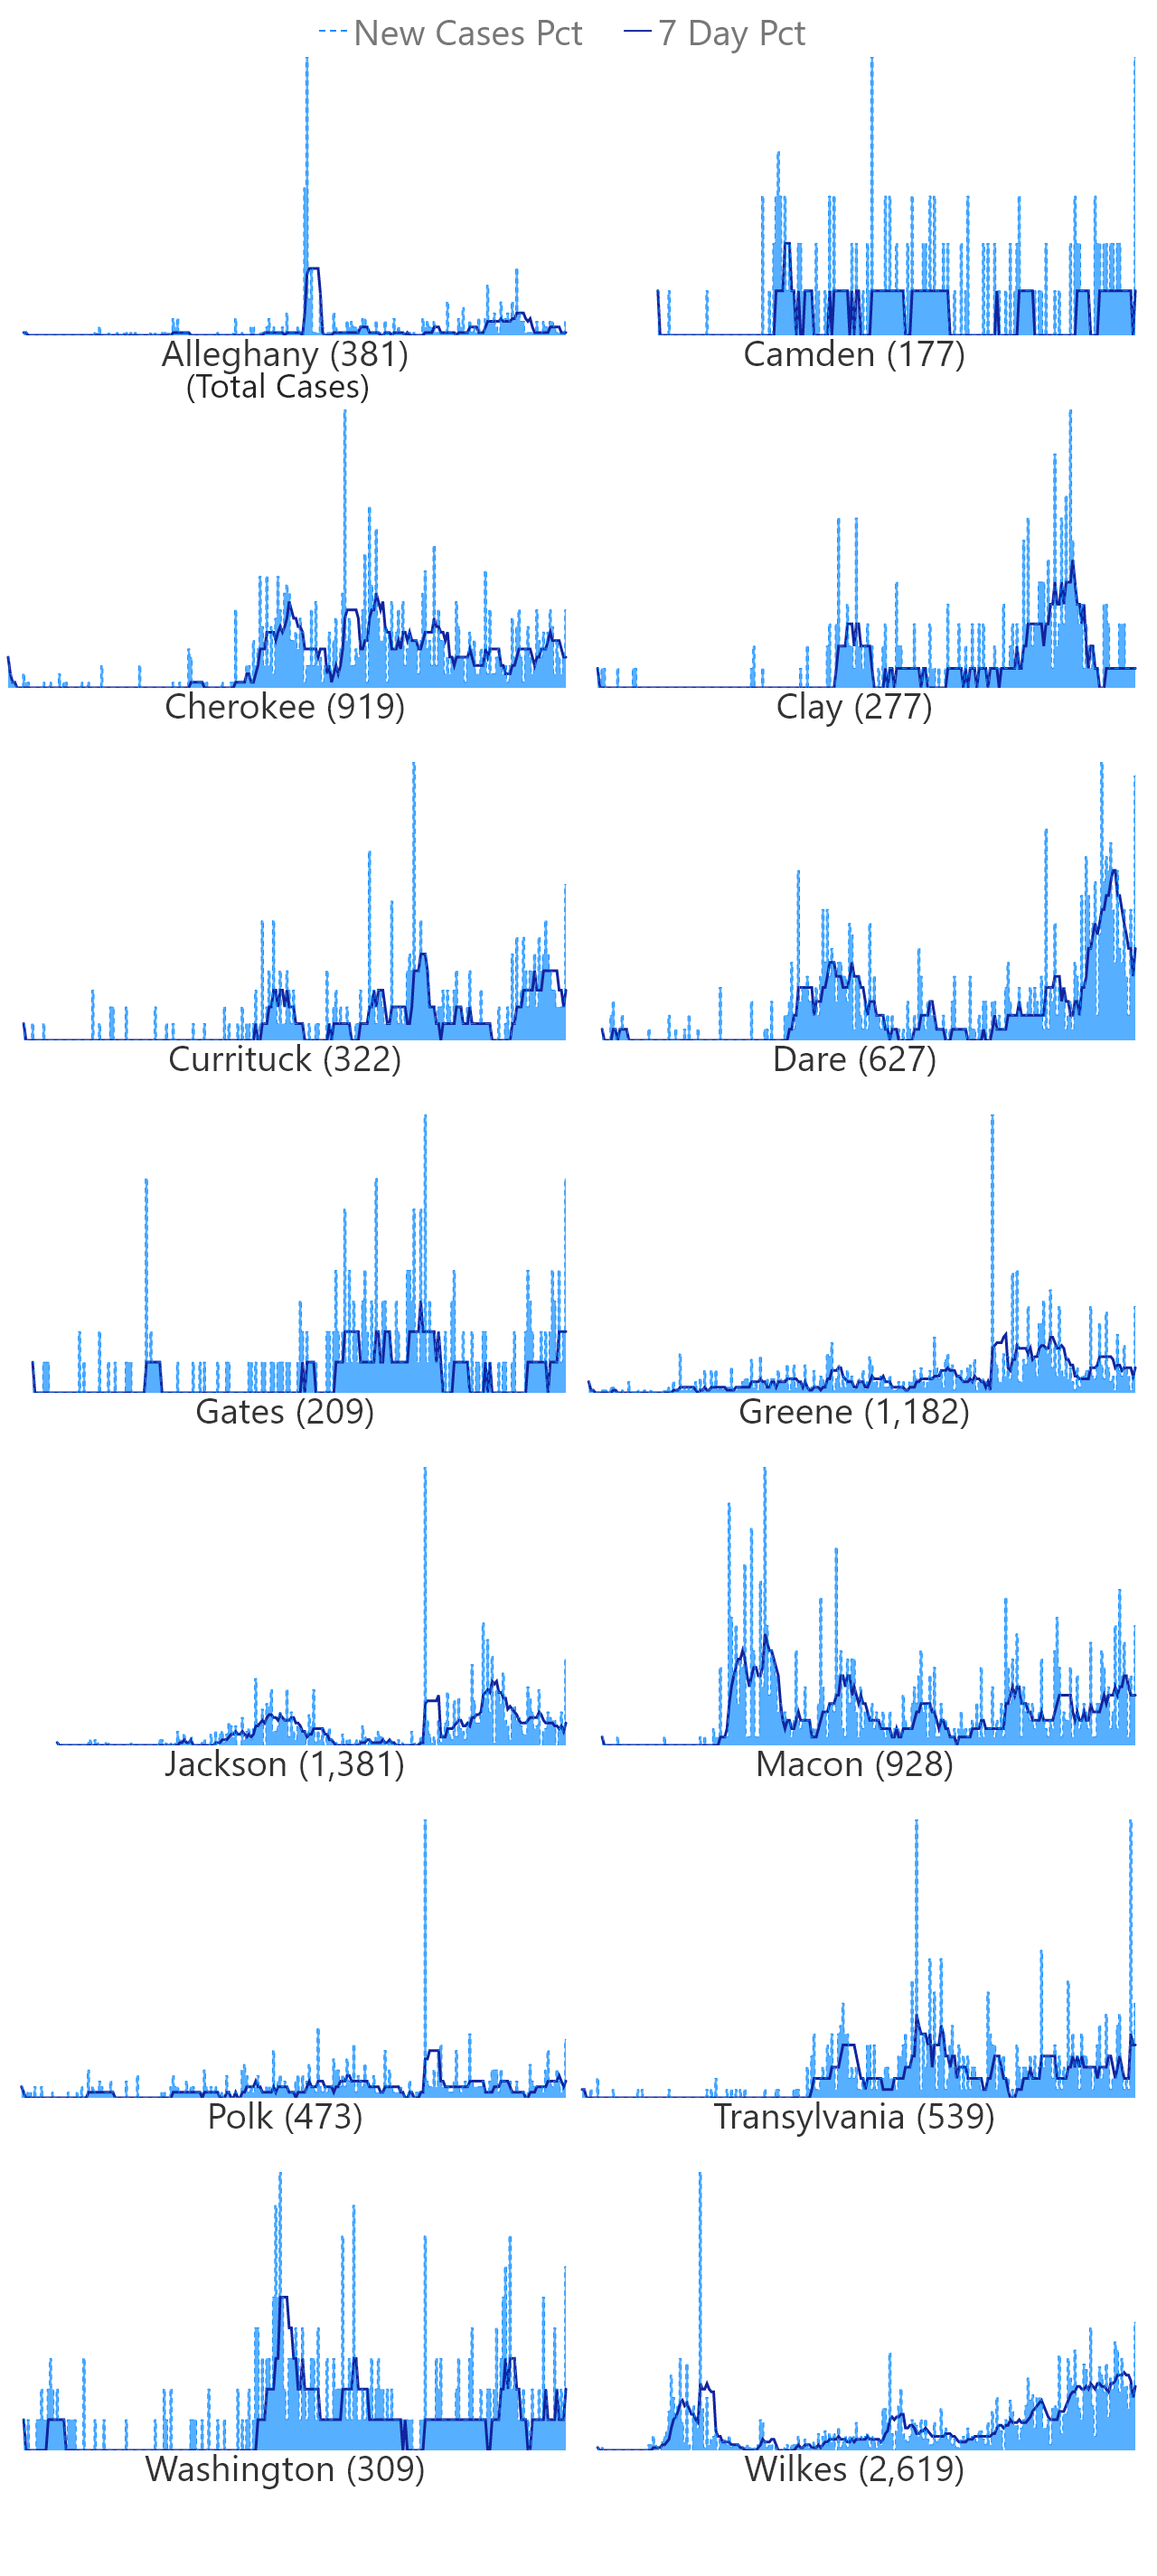 New Cases Pct 7 Day Pct
Alleghany (381) Camden (177)
(Total Cases)
Cherokee (919) Clay (277)
Currituck (322) Dare (627)
Gates (209) Greene (1,182)
Jackson (1,381) Macon (928)
Polk (473) Transylvania (539)
Washington (309) Wilkes (2,619)